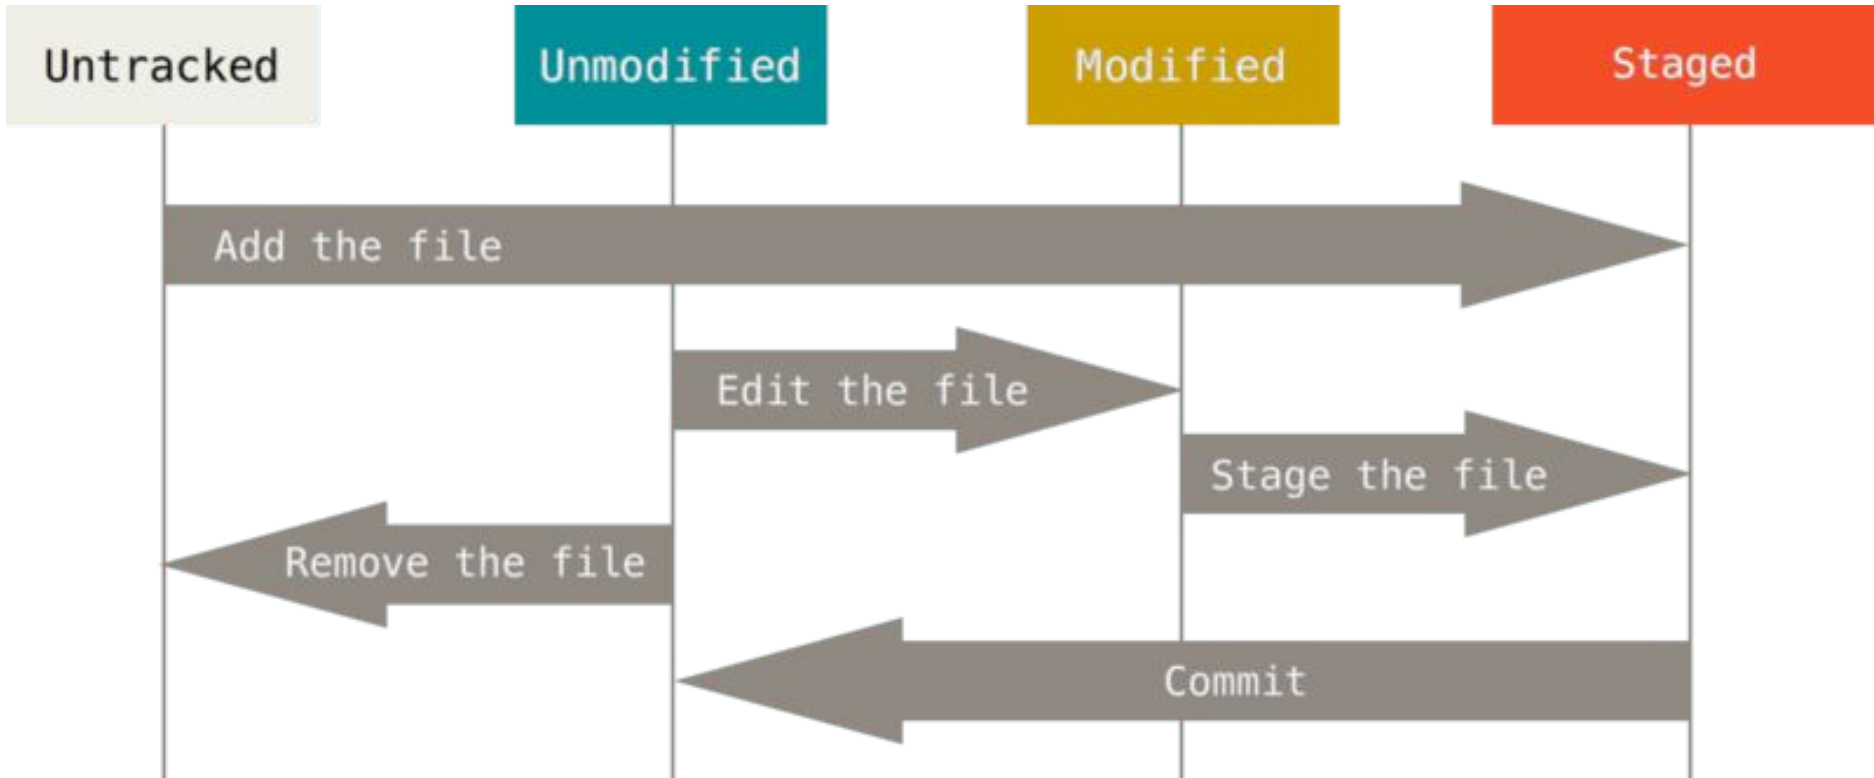 Untracked
Unmodified
Modified
Staged
Add the file
Edit the file
Stage the file
Remove the file
Commit